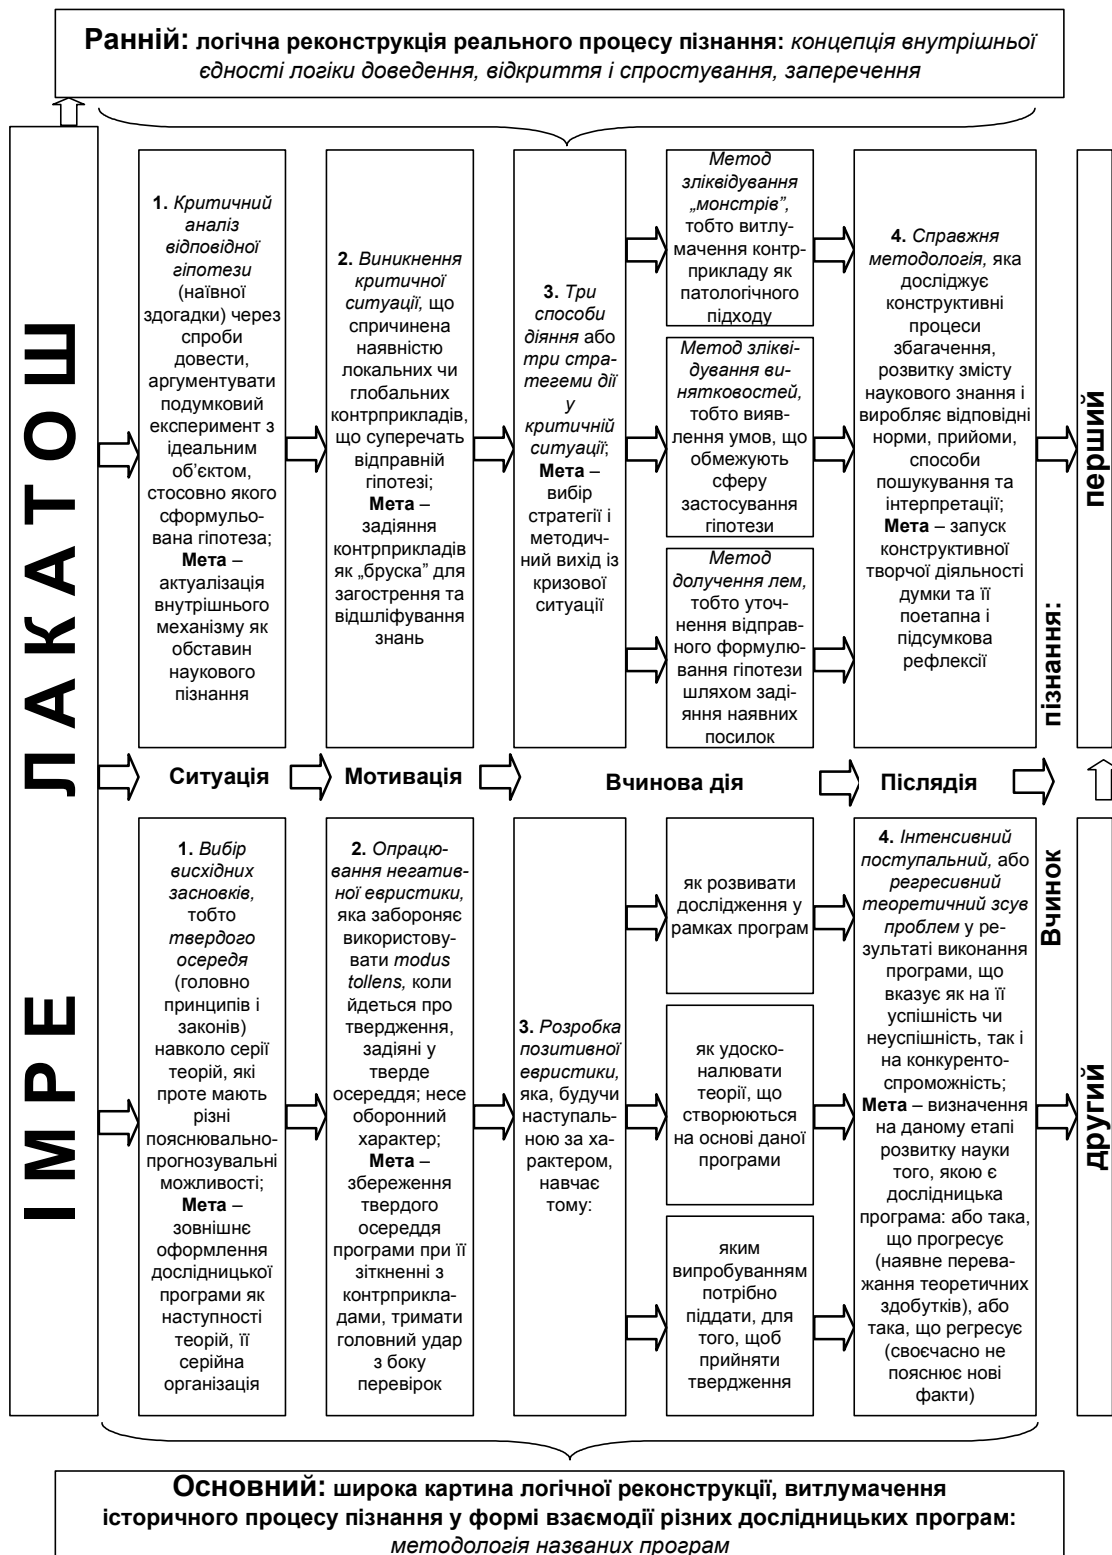 Ранній: логічна реконструкція реального процесу пізнання: концепція внутрішньої
єдності логіки доведення, відкриття і спростування, заперечення
ІМРЕ ЛАКАТОШ
1. Критичний
аналіз
відповідної
гіпотези
(наївної
здогадки) через
спроби
довести,
аргументувати
подумковий
експеримент з
ідеальним
об’єктом,
стосовно якого
сформульо-
вана гіпотеза;
Мета –
актуалізація
внутрішнього
механізму як
обставин
наукового
пізнання
2. Виникнення
критичної
ситуації, що
спричинена
наявністю
локальних чи
глобальних
контрприкладів,
що суперечать
відправній
гіпотезі;
Мета –
задіяння
контрприкладів
як „бруска” для
загострення та
відшліфування
знань
3. Три
способи
діяння або
три стра-
тегеми дії
у
критичній
ситуації;
Мета –
вибір
стратегії і
методич-
ний вихід із
кризової
ситуації
Метод
зліквідування
„монстрів”,
тобто витлу-
мачення контр-
прикладу як
патологічного
підходу
Метод злікві-
дування ви-
нятковостей,
тобто вияв-
лення умов, що
обмежують
сферу
застосування
гіпотези
Метод
долучення лем,
тобто уточ-
нення відправ-
ного формулю-
вання гіпотези
шляхом заді-
яння наявних
посилок
4. Справжня
методологія, яка
досліджує
конструктивні
процеси
збагачення,
розвитку змісту
наукового знання і
виробляє відповідні
норми, прийоми,
способи
пошукування та
інтерпретації;
Мета – запуск
конструктивної
творчої діяльності
думки та її
поетапна і
підсумкова
рефлексії
перший
пізнання:
Ситуація
Мотивація
Вчинова дія
Післядія
Вчинок
1. Вибір
висхідних
засновків,
тобто
твердого
осередя
(головно
принципів і
законів)
навколо серії
теорій, які
проте мають
різні
пояснювально-
прогнозувальні
можливості;
Мета –
зовнішнє
оформлення
дослідницької
програми як
наступності
теорій, її
серійна
організація
2. Опрацю-
вання негатив-
ної евристики,
яка забороняє
використову-
вати modus
tollens, коли
йдеться про
твердження,
задіяні у
тверде
осереддя; несе
оборонний
характер;
Мета –
збереження
твердого
осереддя
програми при її
зіткненні з
контрприкла-
дами, тримати
головний удар
з боку
перевірок
3. Розробка
позитивної
евристики,
яка, будучи
наступаль-
ною за ха-
рактером,
навчає
тому:
як розвивати
дослідження у
рамках програм
як удоско-
налювати
теорії, що
створюються
на основі даної
програми
яким
випробуванням
потрібно
піддати, для
того, щоб
прийняти
твердження
4. Інтенсивний
поступальний, або
регресивний
теоретичний зсув
проблем у ре-
зультаті виконання
програми, що
вказує як на її
успішність чи
неуспішність, так і
на конкуренто-
спроможність;
Мета – визначення
на даному етапі
розвитку науки
того, якою є
дослідницька
програма: або така,
що прогресує
(наявне перева-
жання теоретичних
здобутків), або
така, що регресує
(своєчасно не
пояснює нові
факти)
другий
Основний: широка картина логічної реконструкції, витлумачення
історичного процесу пізнання у формі взаємодії різних дослідницьких програм:
методологія названих програм